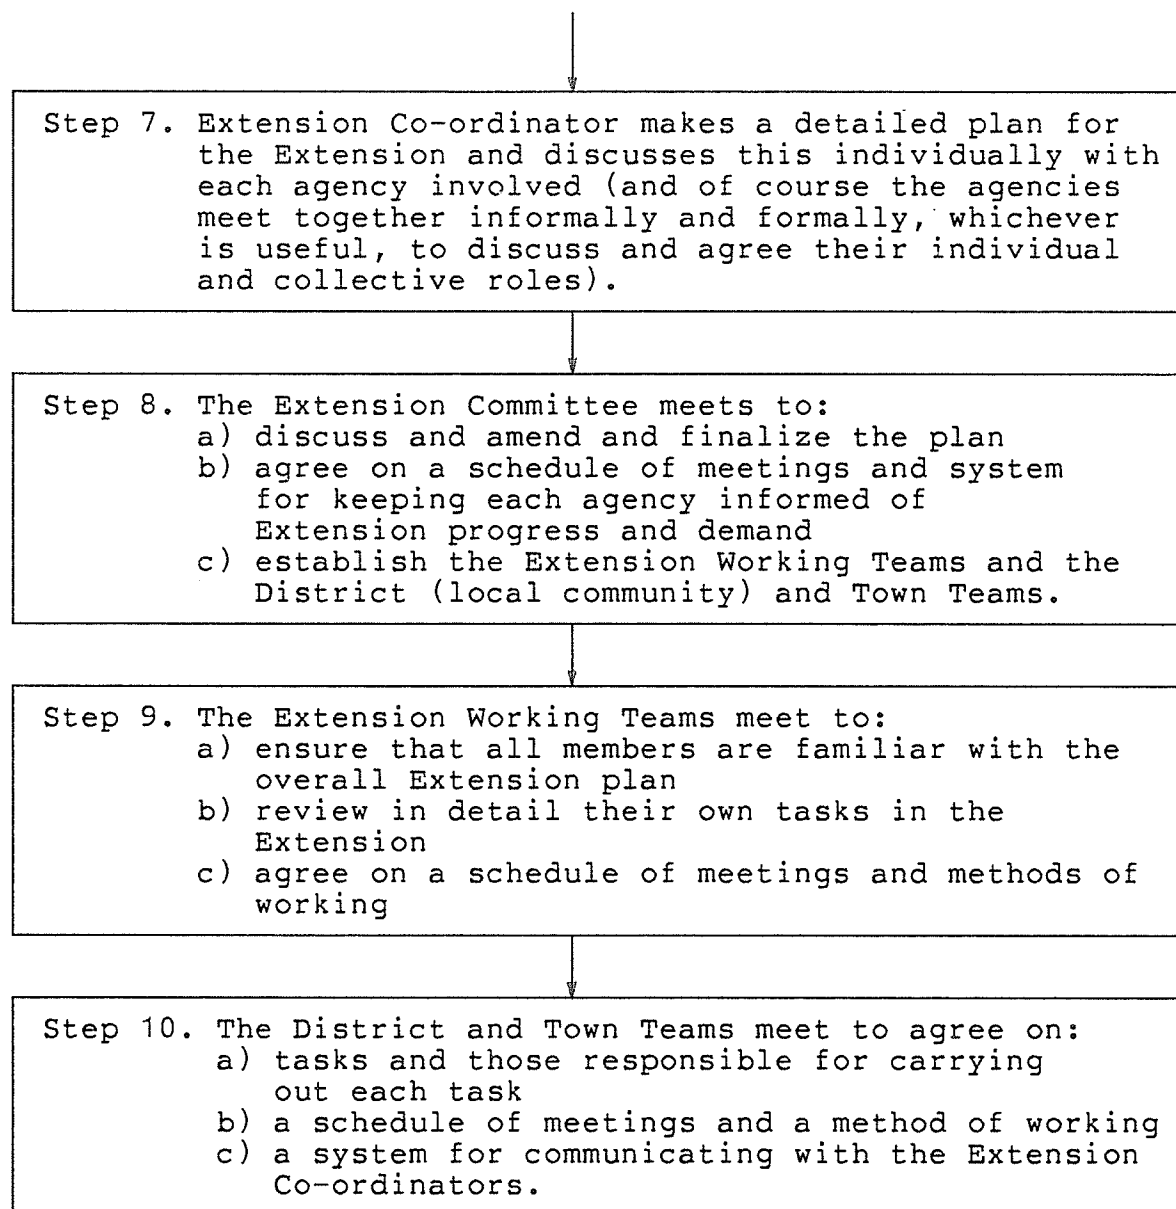 Step 7. Extension Co-ordinator makes a detailed plan for
the Extension and discusses this individually with
each agency involved (and of course the agencies
meet together informally and formally, whichever
is useful, to discuss and agree their individual
and collective roles).
Step 8. The Extension Committee meets to:
a) discuss and amend and finalize the plan
b) agree on a schedule of meetings and system
for keeping each agency informed of
Extension progress and demand
c) establish the Extension Working Teams and the
District (local community) and Town Teams.
Step 9. The Extension Working Teams meet to:
a) ensure that all members are familiar with the
overall Extension plan
b) review in detail their own tasks in the
Extension
c) agree on a schedule of meetings and methods of
working
Step 10. The District and Town Teams meet to agree on:
a) tasks and those responsible for carrying
out each task
b) a schedule of meetings and a method of working
c) a system for communicating with the Extension
Co-ordinators.